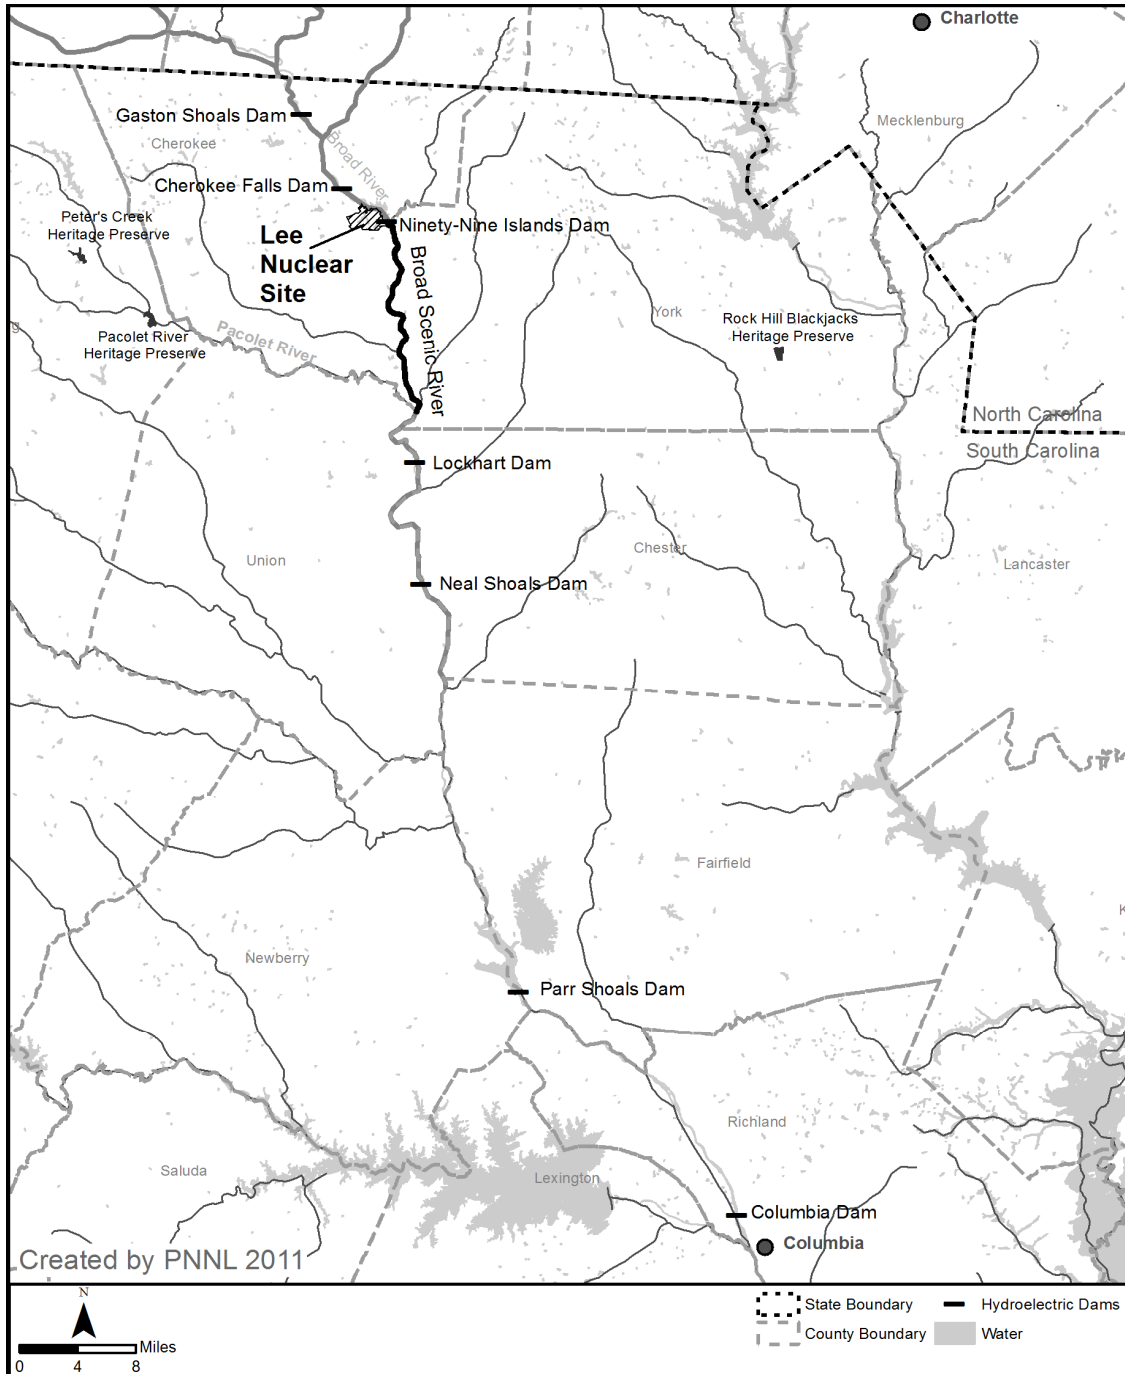 Charlotte
Gaston Shoals Dam
Mecklenburg
Cherokee
Broad River
Cherokee Falls Dam
Peter's Creek
Heritage Preserve
Ninety-Nine Islands Dam
Lee
Nuclear
Site
Broad Scenic River
York
Rock Hill Blackjacks
Heritage Preserve
Pacolet River
Pacolet River
Heritage Preserve
North Carolina
South Carolina
Lockhart Dam
Chester
Union
Lancaster
Neal Shoals Dam
Fairfield
Newberry
Parr Shoals Dam
Richland
Saluda
Lexington
Columbia Dam
Columbia
Created by PNNL 2011
N
Miles
0 4 8
State Boundary
Hydroelectric Dams
County Boundary
Water